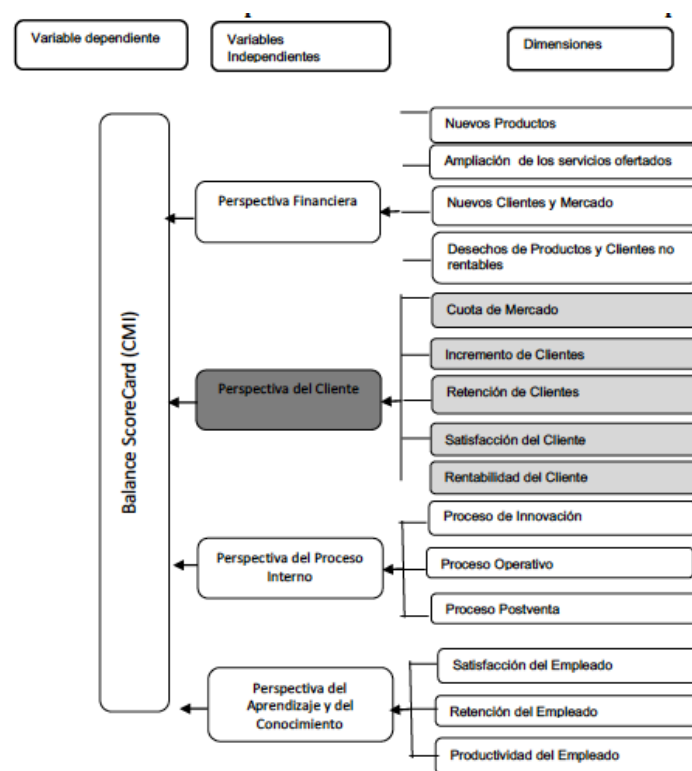 Variable dependiente
Variables
Independientes
Dimensiones
Balance ScoreCard (CMI)
Perspectiva Financiera
Nuevos Productos
Ampliación de los servicios ofertados
Nuevos Clientes y Mercado
Desechos de Productos y Clientes no
rentables
Perspectiva del Cliente
Cuota de Mercado
Incremento de Clientes
Retención de Clientes
Satisfacción del Cliente
Rentabilidad del Cliente
Perspectiva del Proceso
Interno
Proceso de Innovación
Proceso Operativo
Proceso Postventa
Perspectiva del
Aprendizaje y del
Conocimiento
Satisfacción del Empleado
Retención del Empleado
Productividad del Empleado